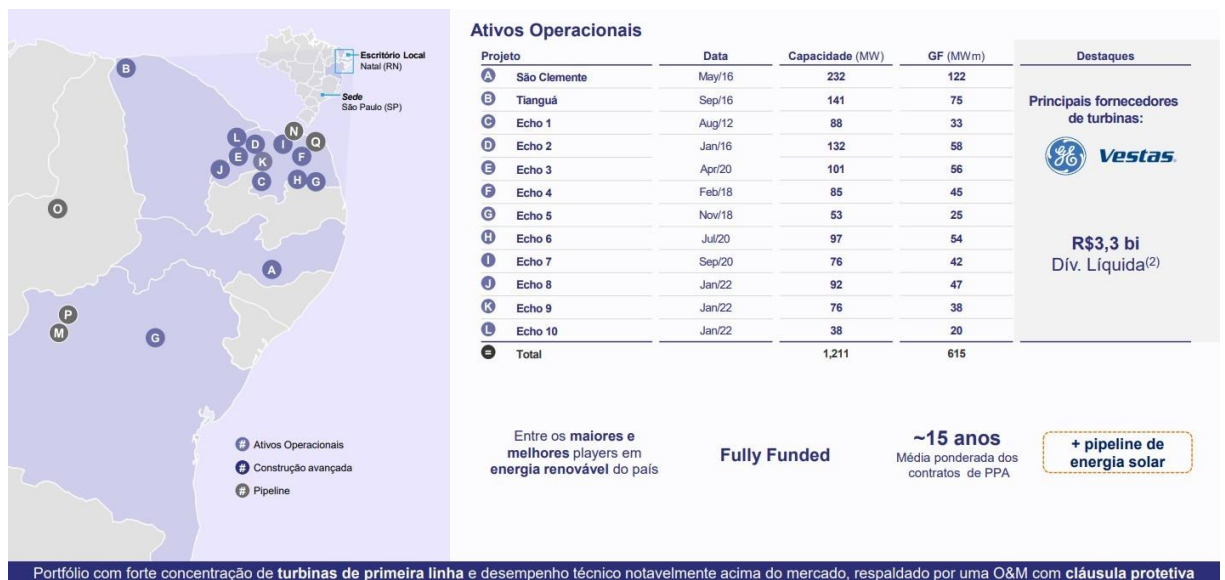 B
Escritório Local
Natal (RN)
Sede
São Paulo (SP)
N
L
D
I
Q
E
K
F
J
C
H
G
O
A
P
M
G
# Ativos Operacionais
# Construção avançada
# Pipeline
Ativos Operacionais
Projeto Data Capacidade (MW) GF (MWm) Destaques
A São Clemente May/16 232 122
B Tianguá Sep/16 141 75
C Echo 1 Aug/12 88 33
D Echo 2 Jan/16 132 58
E Echo 3 Apr/20 101 56
F Echo 4 Feb/18 85 45
G Echo 5 Nov/18 53 25
H Echo 6 Jul/20 97 54
I Echo 7 Sep/20 76 42
J Echo 8 Jan/22 92 47
K Echo 9 Jan/22 76 38
L Echo 10 Jan/22 38 20
= Total 1,211 615
Principais fornecedores
de turbinas:
GE Vestas.
R$3,3 bi
Dív. Líquida(2)
Entre os maiores e
melhores players em
energia renovável do país
Fully Funded
~15 anos
Média ponderada dos
contratos de PPA
+ pipeline de
energia solar
Portfólio com forte concentração de turbinas de primeira linha e desempenho técnico notavelmente acima do mercado, respaldado por uma O&M com cláusula protetiva